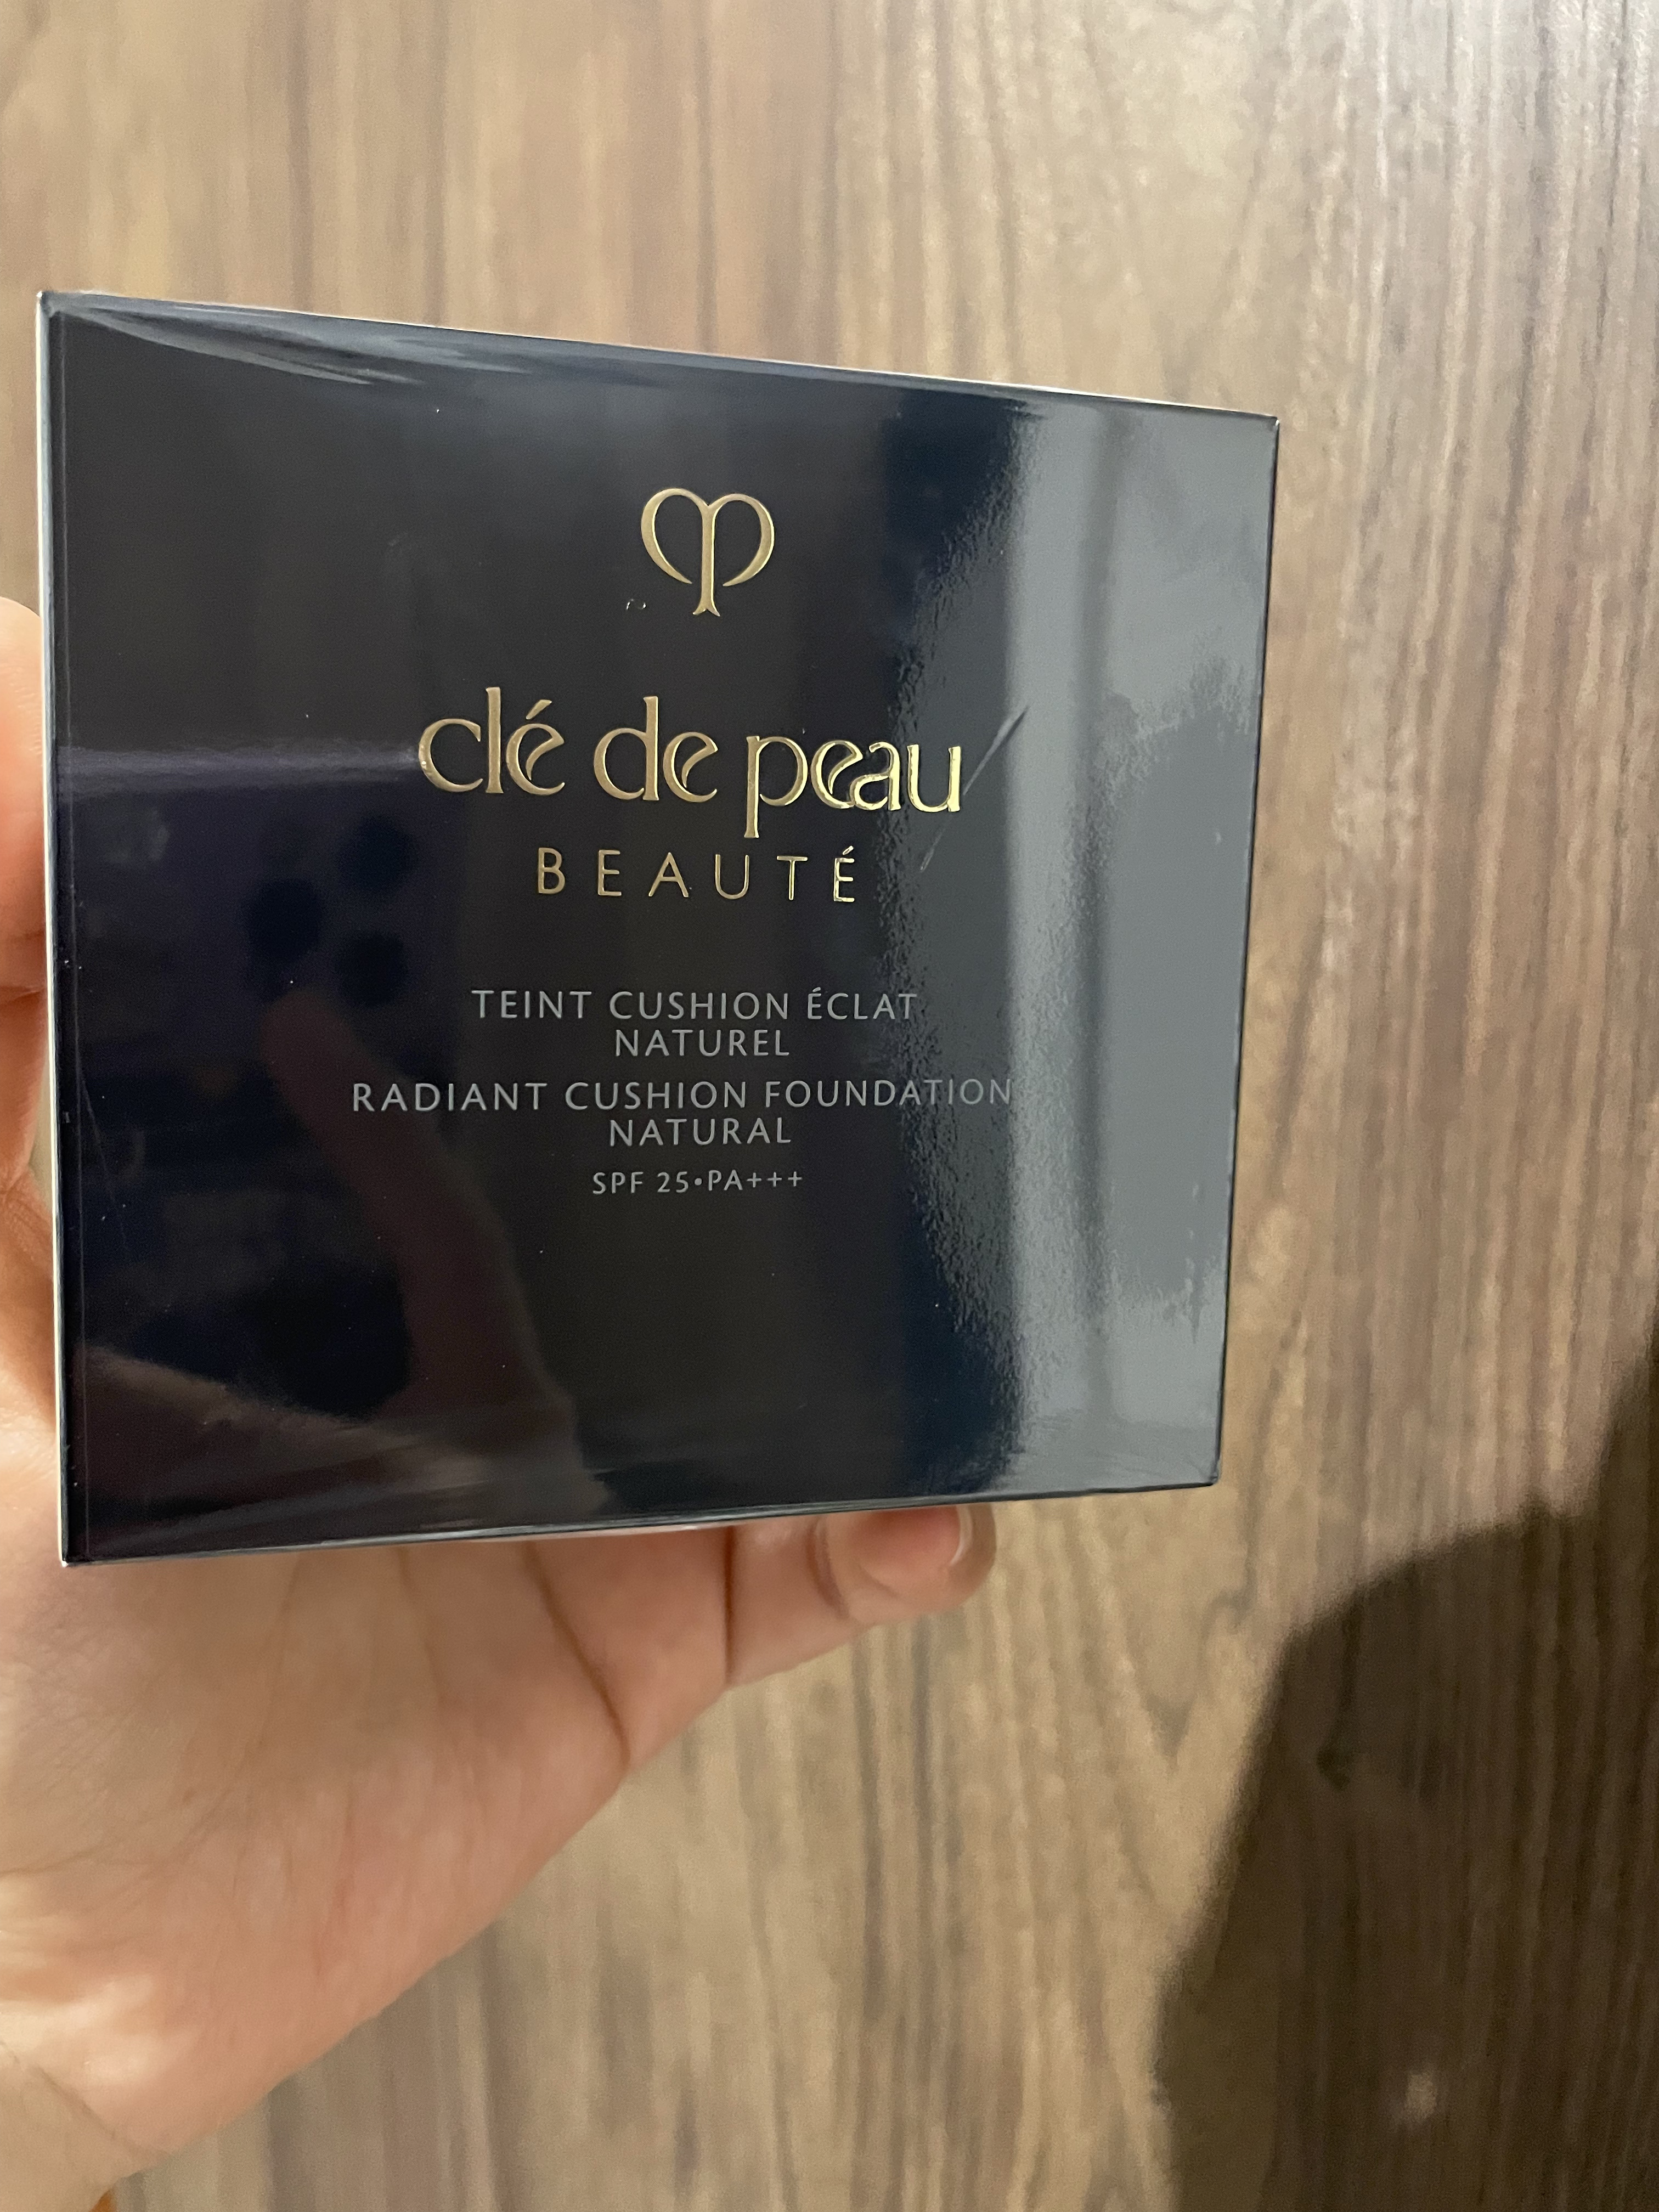 clé de peau
BEAUTÉ
TEINT CUSHION ÉCLAT
NATUREL
RADIANT CUSHION FOUNDATION
NATURAL
SPF 25•PA+++